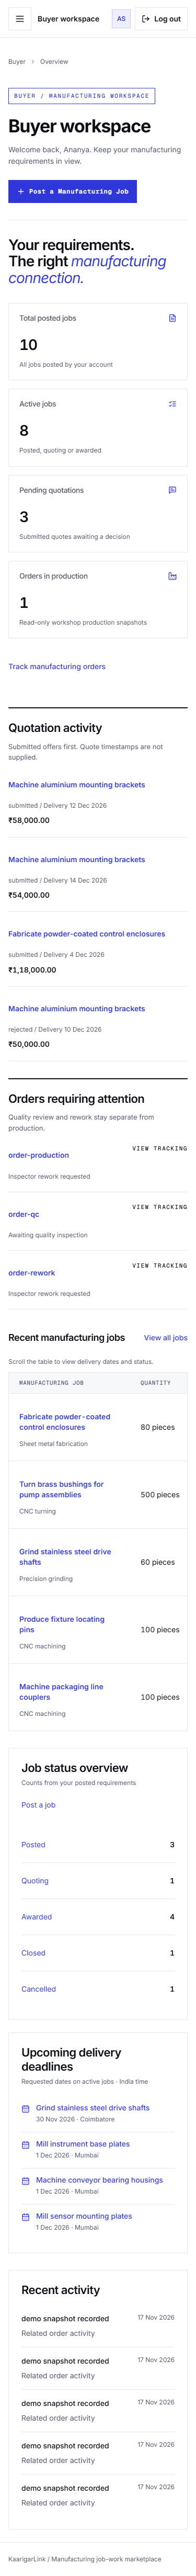 Buyer workspace
AS
Log out
Buyer > Overview
BUYER / MANUFACTURING WORKSPACE
Buyer workspace
Welcome back, Ananya. Keep your manufacturing
requirements in view.
+ Post a Manufacturing Job
Your requirements.
The right manufacturing
connection.
Total posted jobs
10
All jobs posted by your account
Active jobs
8
Posted, quoting or awarded
Pending quotations
3
Submitted quotes awaiting a decision
Orders in production
1
Read-only workshop production snapshots
Track manufacturing orders
Quotation activity
Submitted offers first. Quote timestamps are not
supplied.
Machine aluminium mounting brackets
submitted / Delivery 12 Dec 2026
₹58,000.00
Machine aluminium mounting brackets
submitted / Delivery 14 Dec 2026
₹54,000.00
Fabricate powder-coated control enclosures
submitted / Delivery 4 Dec 2026
₹1,18,000.00
Machine aluminium mounting brackets
rejected / Delivery 10 Dec 2026
₹50,000.00
Orders requiring attention
Quality review and rework stay separate from
production.
VIEW TRACKING
order-production
Inspector rework requested
VIEW TRACKING
order-qc
Awaiting quality inspection
VIEW TRACKING
order-rework
Inspector rework requested
Recent manufacturing jobs
View all jobs
Scroll the table to view delivery dates and status.
MANUFACTURING JOB QUANTITY
Fabricate powder-coated
control enclosures
80 pieces
Sheet metal fabrication
Turn brass bushings for
pump assemblies
500 pieces
CNC turning
Grind stainless steel drive
shafts
60 pieces
Precision grinding
Produce fixture locating
pins
100 pieces
CNC machining
Machine packaging line
couplers
100 pieces
CNC machining
Job status overview
Counts from your posted requirements
Post a job
Posted 3
Quoting 1
Awarded 4
Closed 1
Cancelled 1
Upcoming delivery
deadlines
Requested dates on active jobs · India time
Grind stainless steel drive shafts
30 Nov 2026 · Coimbatore
Mill instrument base plates
1 Dec 2026 · Mumbai
Machine conveyor bearing housings
1 Dec 2026 · Mumbai
Mill sensor mounting plates
1 Dec 2026 · Mumbai
Recent activity
demo snapshot recorded 17 Nov 2026
Related order activity
demo snapshot recorded 17 Nov 2026
Related order activity
demo snapshot recorded 17 Nov 2026
Related order activity
demo snapshot recorded 17 Nov 2026
Related order activity
demo snapshot recorded 17 Nov 2026
Related order activity
KaarigarLink / Manufacturing job-work marketplace